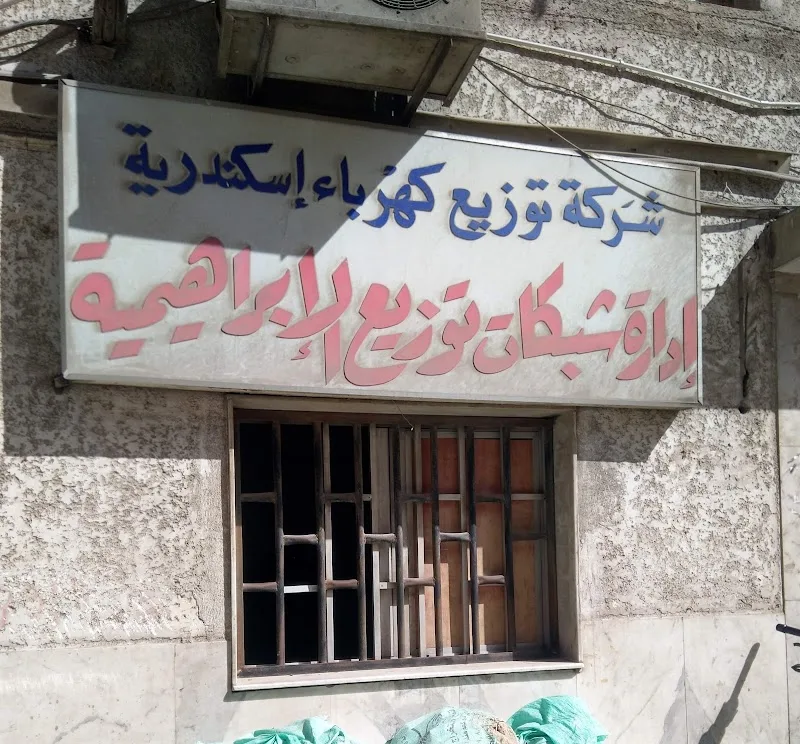 شركة توزيع كهرباء إسكندرية
إدارة شبكات توزيع الإبراهيمية